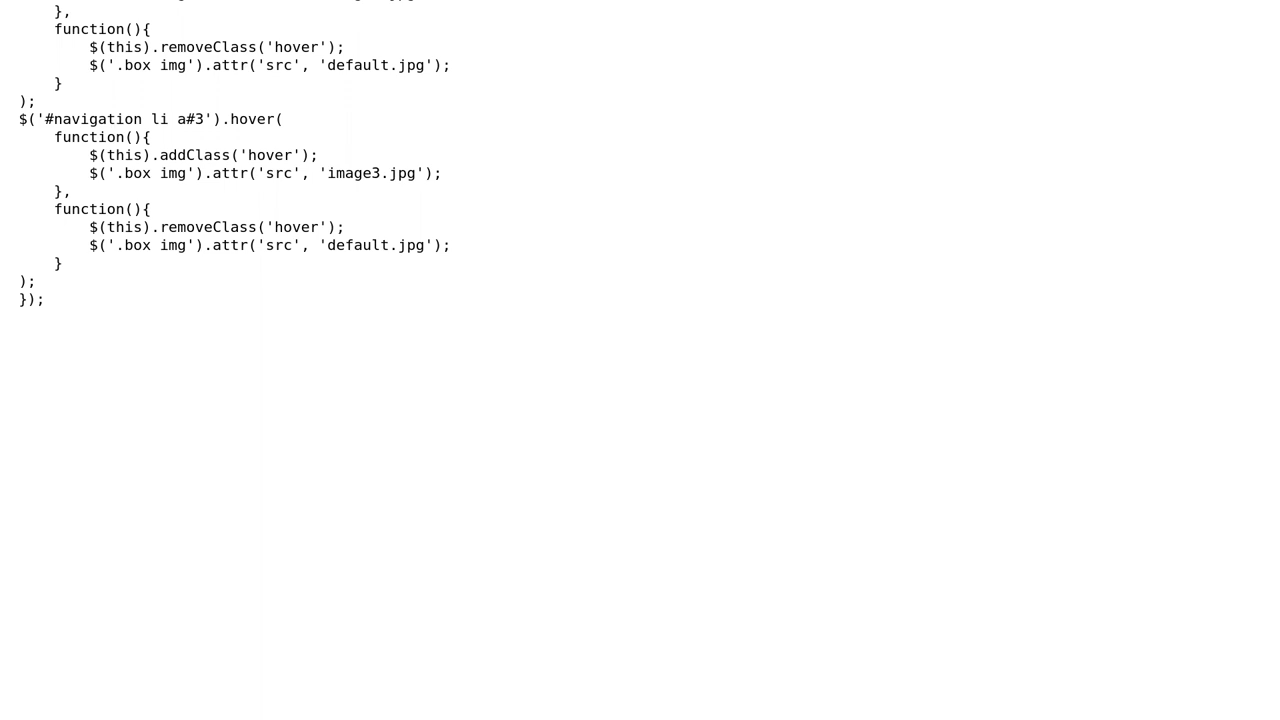 },
    function(){
        $(this).removeClass('hover');
        $('.box img').attr('src', 'default.jpg');
    }
);
$('#navigation li a#3').hover(
    function(){
        $(this).addClass('hover');
        $('.box img').attr('src', 'image3.jpg');
    },
    function(){
        $(this).removeClass('hover');
        $('.box img').attr('src', 'default.jpg');
    }
);
});